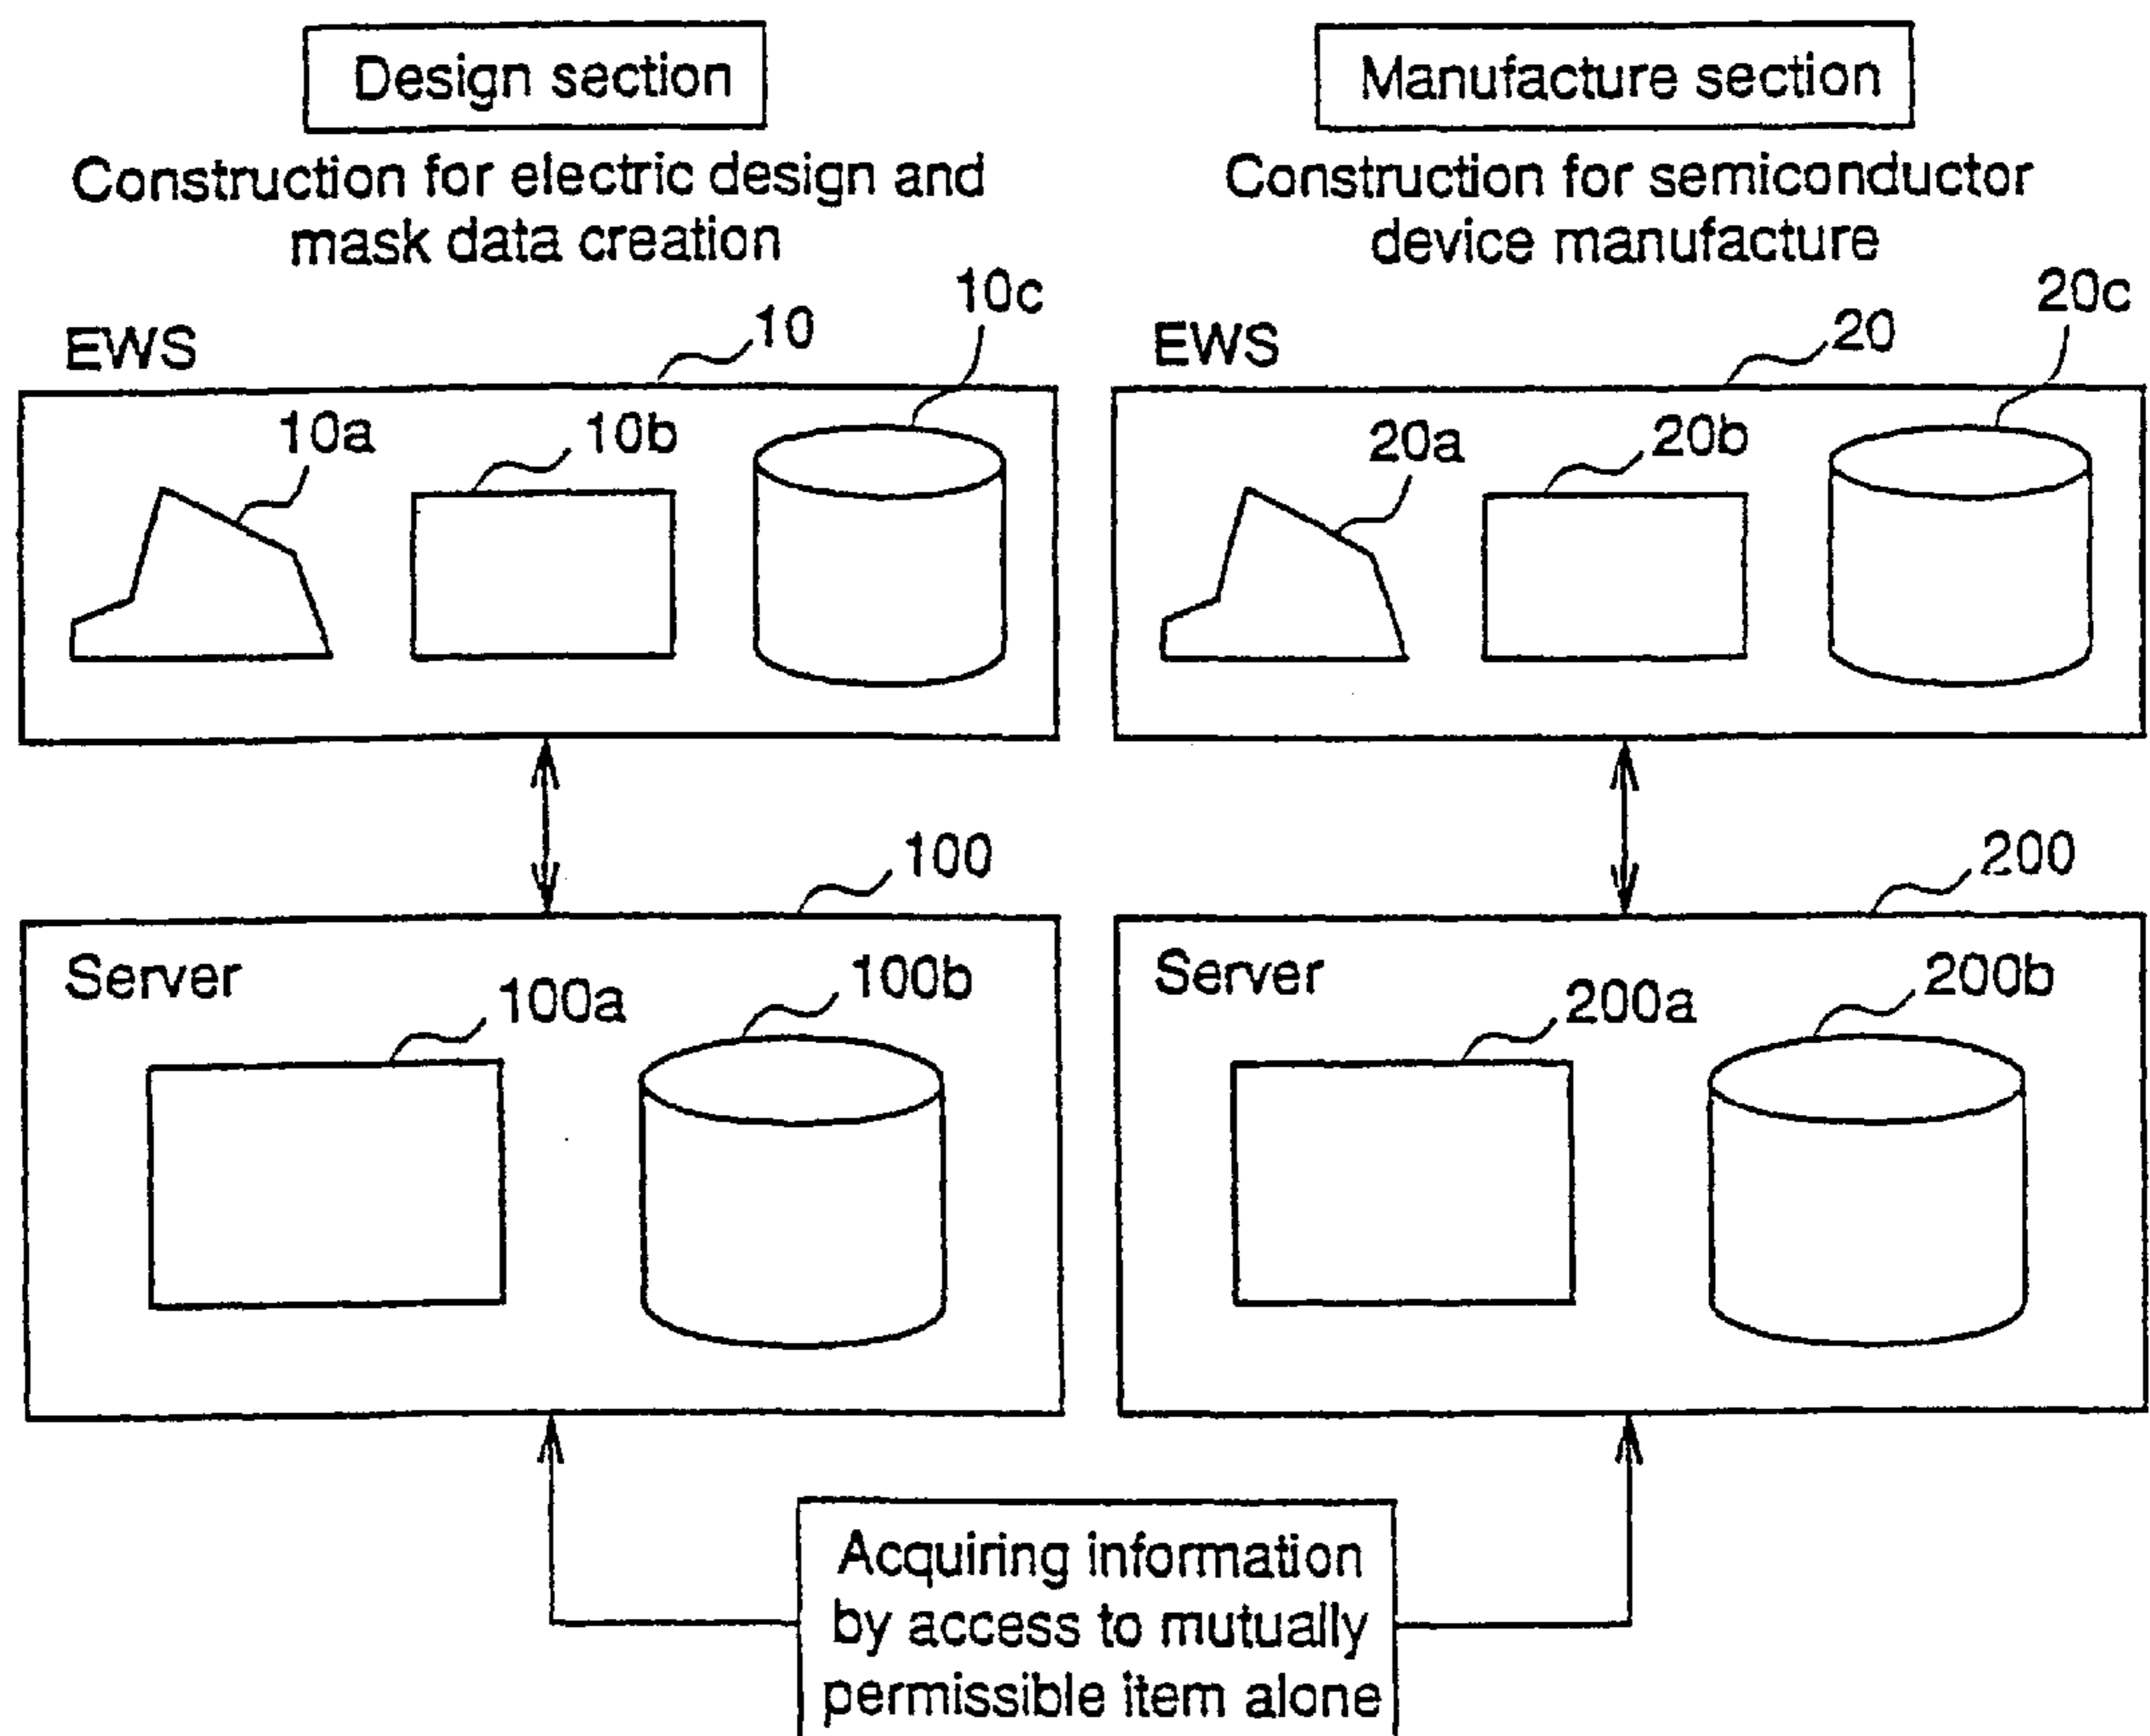 Design section
Construction for electric design and
mask data creation
EWS
10
10c
10a
10b
Server
100
100a
100b
Manufacture section
Construction for semiconductor
device manufacture
EWS
20
20c
20a
20b
Server
200
200a
200b
Acquiring information
by access to mutually
permissible item alone